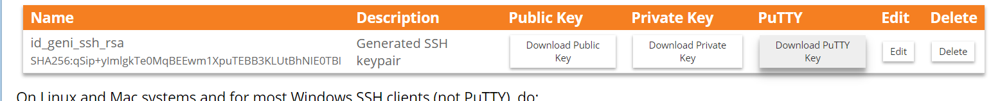 Name Description Public Key Private Key PuTTY Edit Delete
id_geni_ssh_rsa
SHA256:qSip+yImlgkTe0MqBEEwm1XpuTEBB3KLUtBhNIE0TBI
Generated SSH
keypair
Download Public
Key
Download Private
Key
Download PuTTY
Key
Edit
Delete
On Linux and Mac systems and for most Windows SSH clients (not PuTTY), do: